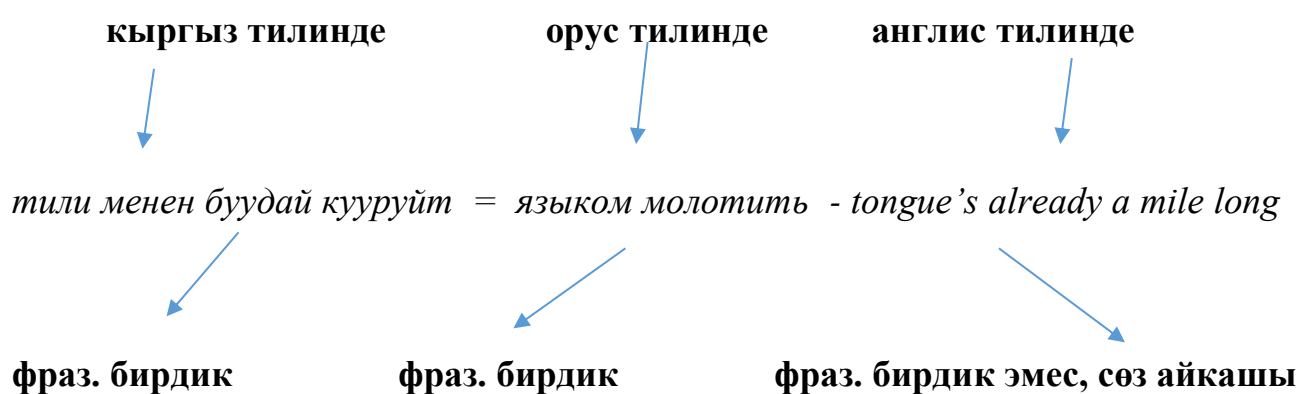 кыргыз тилинде орус тилинде англис тилинде
тили менен буудай кууруйт = языком молотить - tongue’s already a mile long
фраз. бирдик фраз. бирдик фраз. бирдик эмес, сөз айкашы